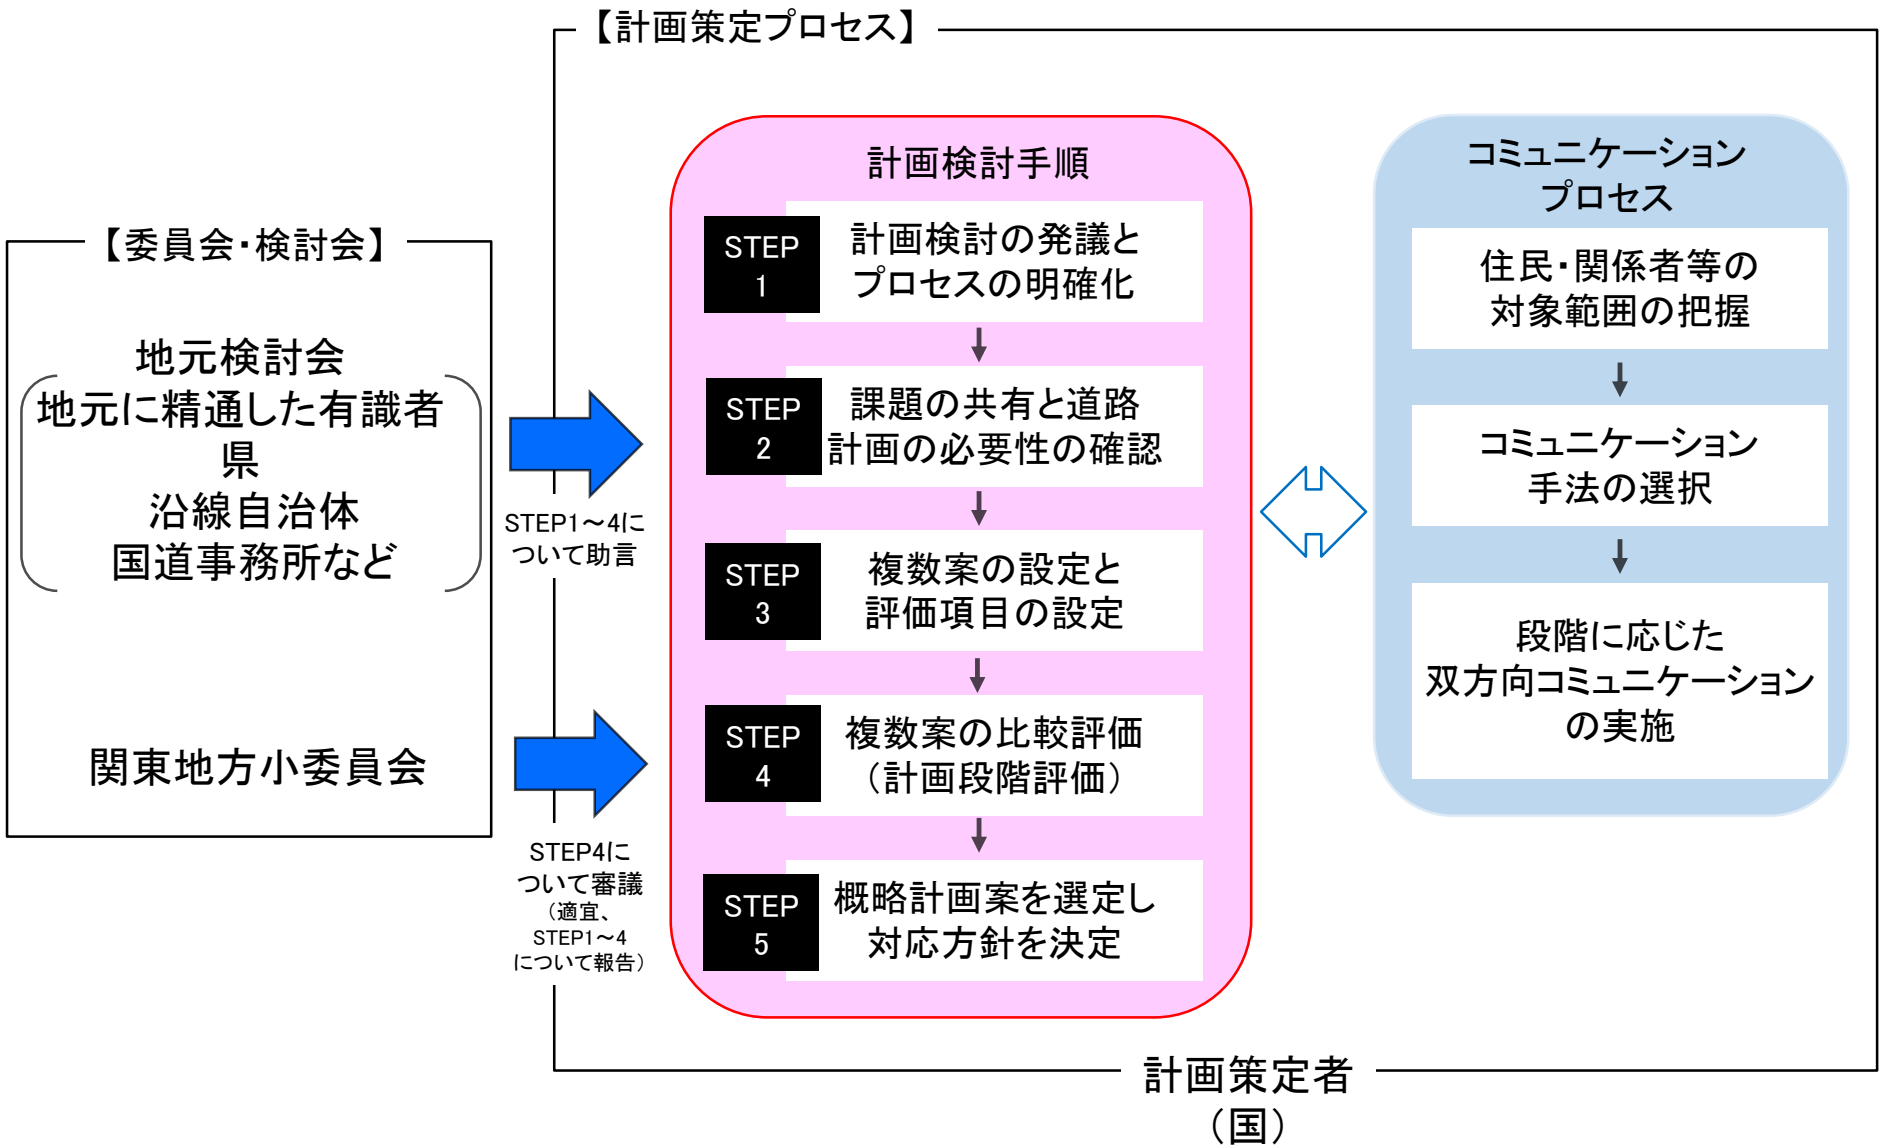 【計画策定プロセス】
【委員会・検討会】
地元検討会
地元に精通した有識者
県
沿線自治体
国道事務所など
関東地方小委員会
STEP1～4に
ついて助言
STEP4に
ついて審議
（適宜、
STEP1～4
について報告）
計画検討手順
STEP
1
計画検討の発議と
プロセスの明確化
STEP
2
課題の共有と道路
計画の必要性の確認
STEP
3
複数案の設定と
評価項目の設定
STEP
4
複数案の比較評価
（計画段階評価）
STEP
5
概略計画案を選定し
対応方針を決定
コミュニケーション
プロセス
住民・関係者等の
対象範囲の把握
コミュニケーション
手法の選択
段階に応じた
双方向コミュニケーション
の実施
計画策定者
（国）